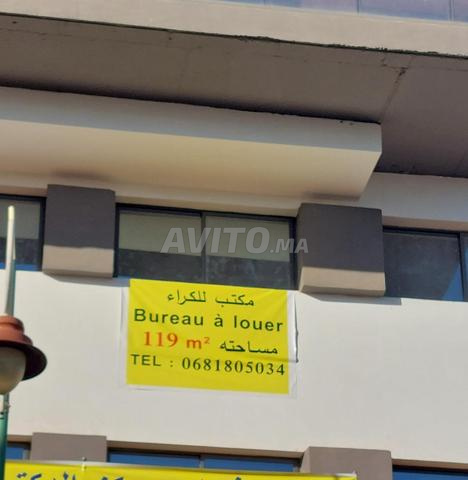 AVITO.MA
مكتب للكراء
Bureau à louer
119 m² مساحته
TEL : 0681805034